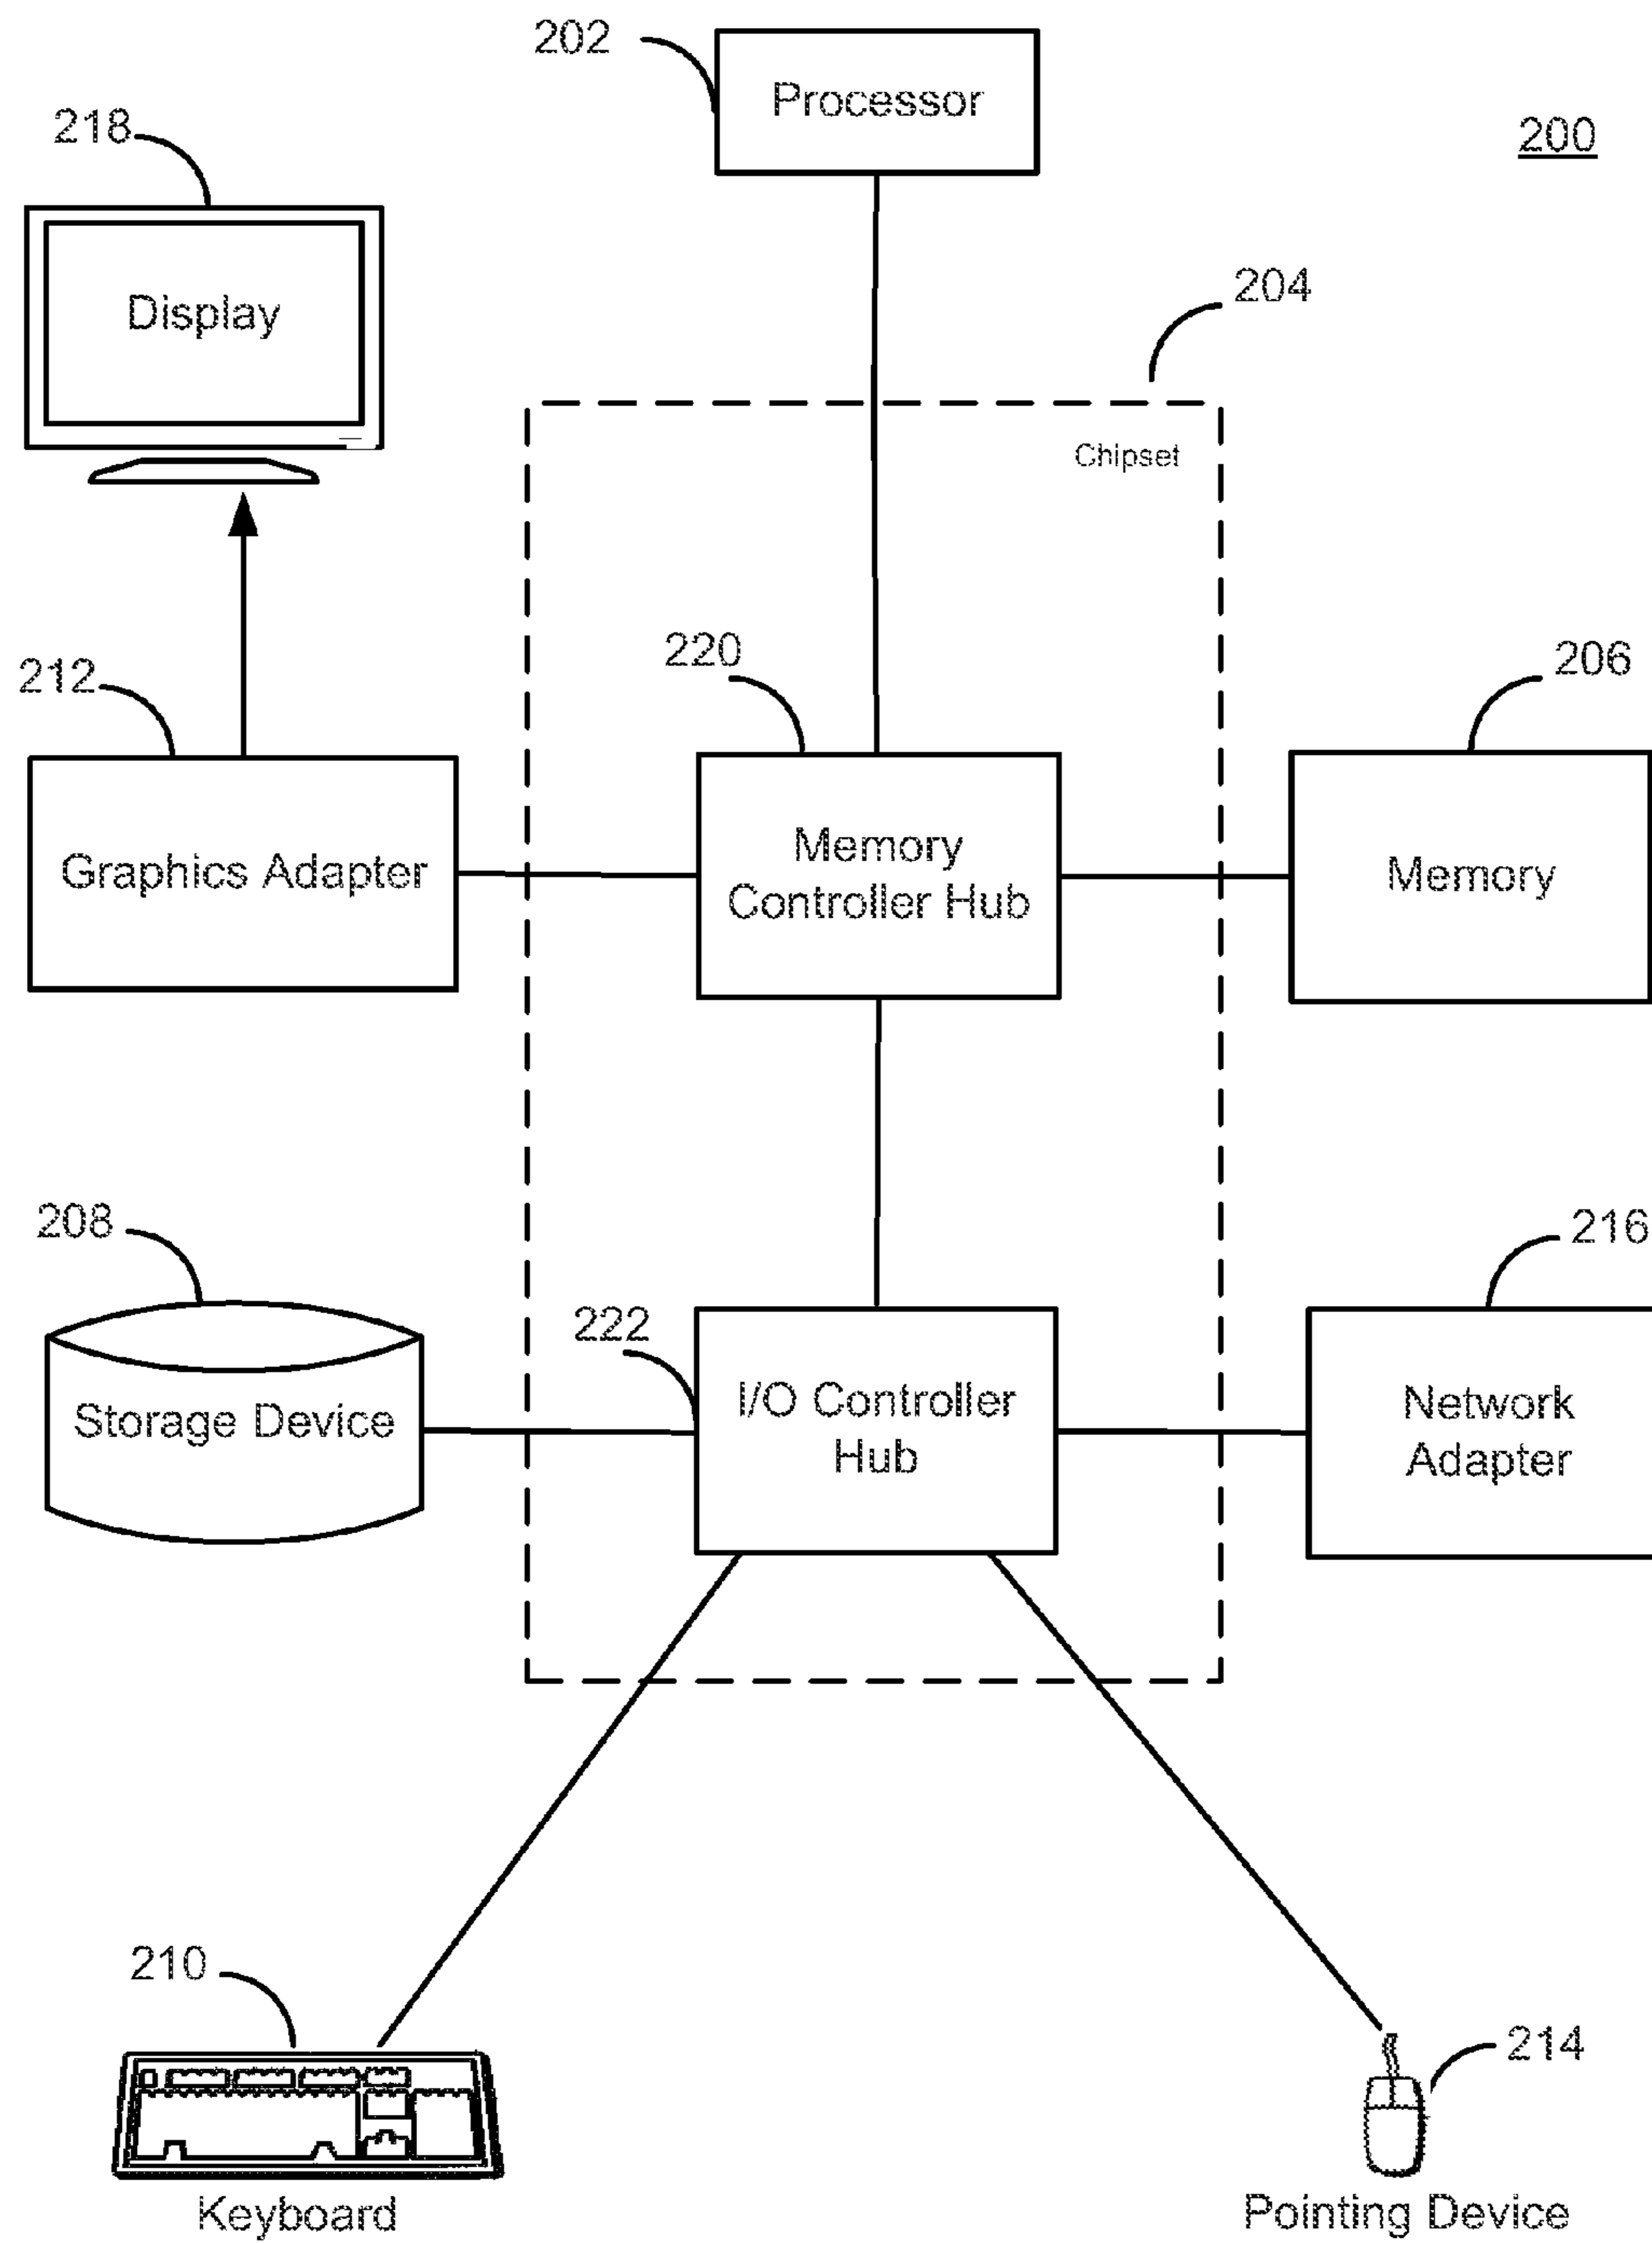 202
Processor
200
218
Display
204
Chipset
220
212
206
Graphics Adapter
Memory
Controller Hub
Memory
208
216
222
Storage Device
I/O Controller
Hub
Network
Adapter
210
214
Keyboard
Pointing Device